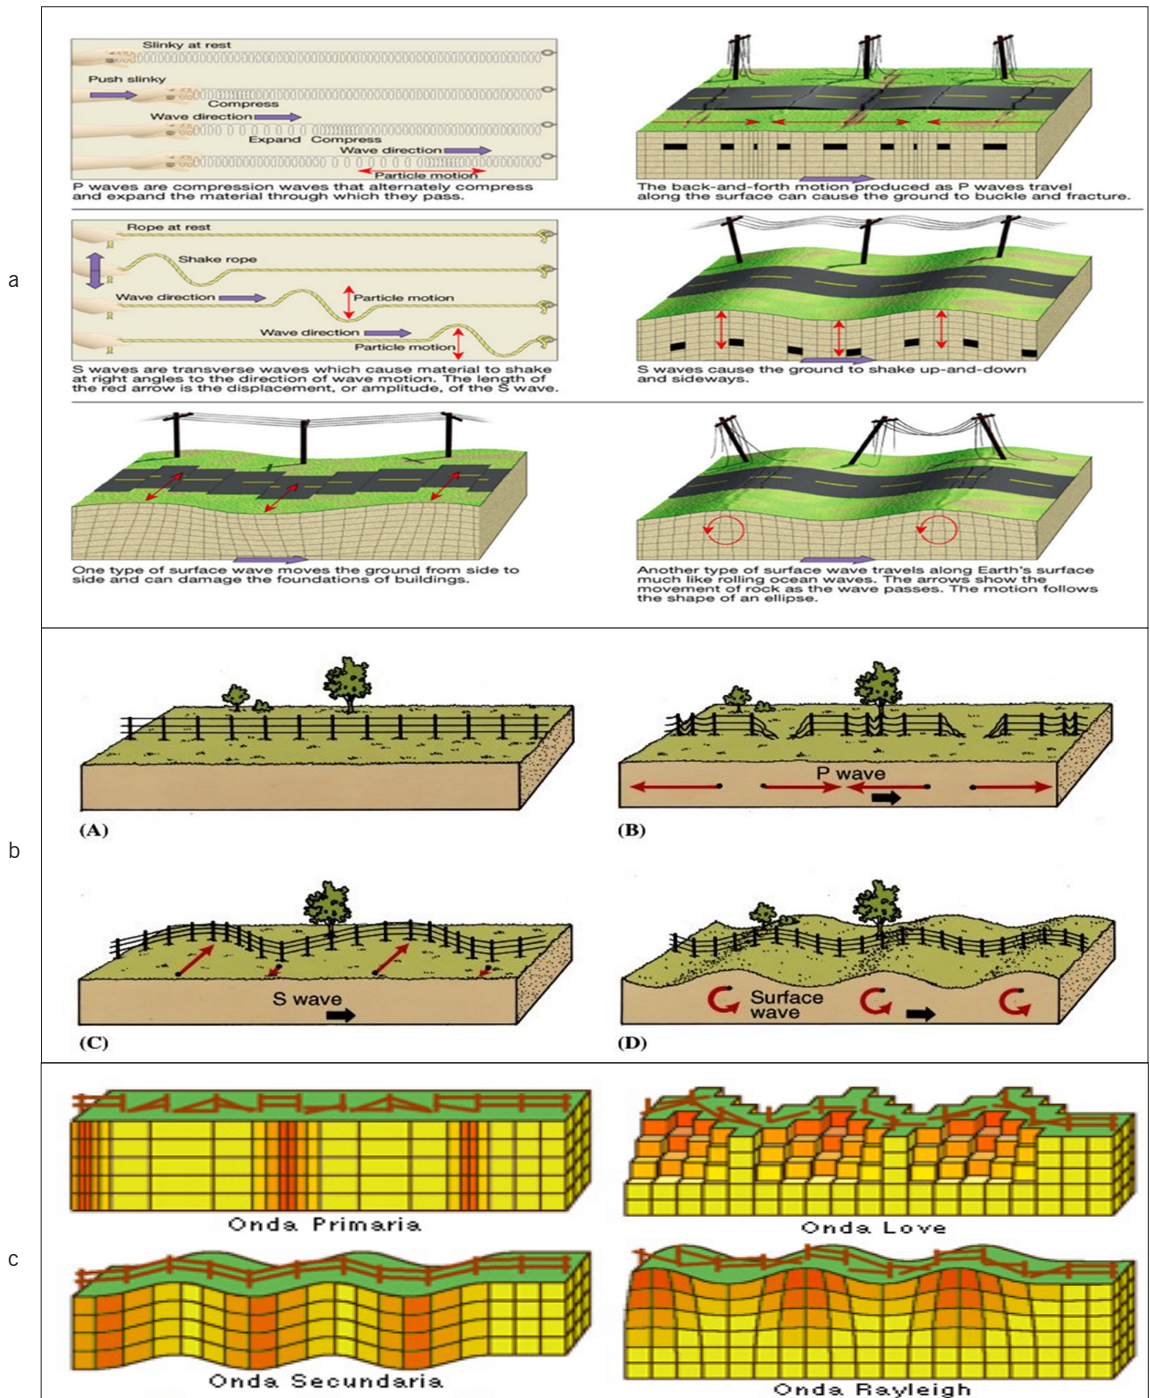 a
Slinky at rest
Push slinky
Compress
Wave direction
Expand Compress
Wave direction
Particle motion
P waves are compression waves that alternately compress
and expand the material through which they pass.
The back-and-forth motion produced as P waves travel
along the surface can cause the ground to buckle and fracture.
Rope at rest
Shake rope
Wave direction
Particle motion
Wave direction
Particle motion
S waves are transverse waves which cause material to shake
at right angles to the direction of wave motion. The length of
the red arrow is the displacement, or amplitude, of the S wave.
S waves cause the ground to shake up-and-down
and sideways.
One type of surface wave moves the ground from side to
side and can damage the foundations of buildings.
Another type of surface wave travels along Earth's surface
much like rolling ocean waves. The arrows show the
movement of rock as the wave passes. The motion follows
the shape of an ellipse.
b
(A)
P wave
(B)
S wave
(C)
Surface
wave
(D)
c
Onda Primaria
Onda Love
Onda Secundaria
Onda Rayleigh